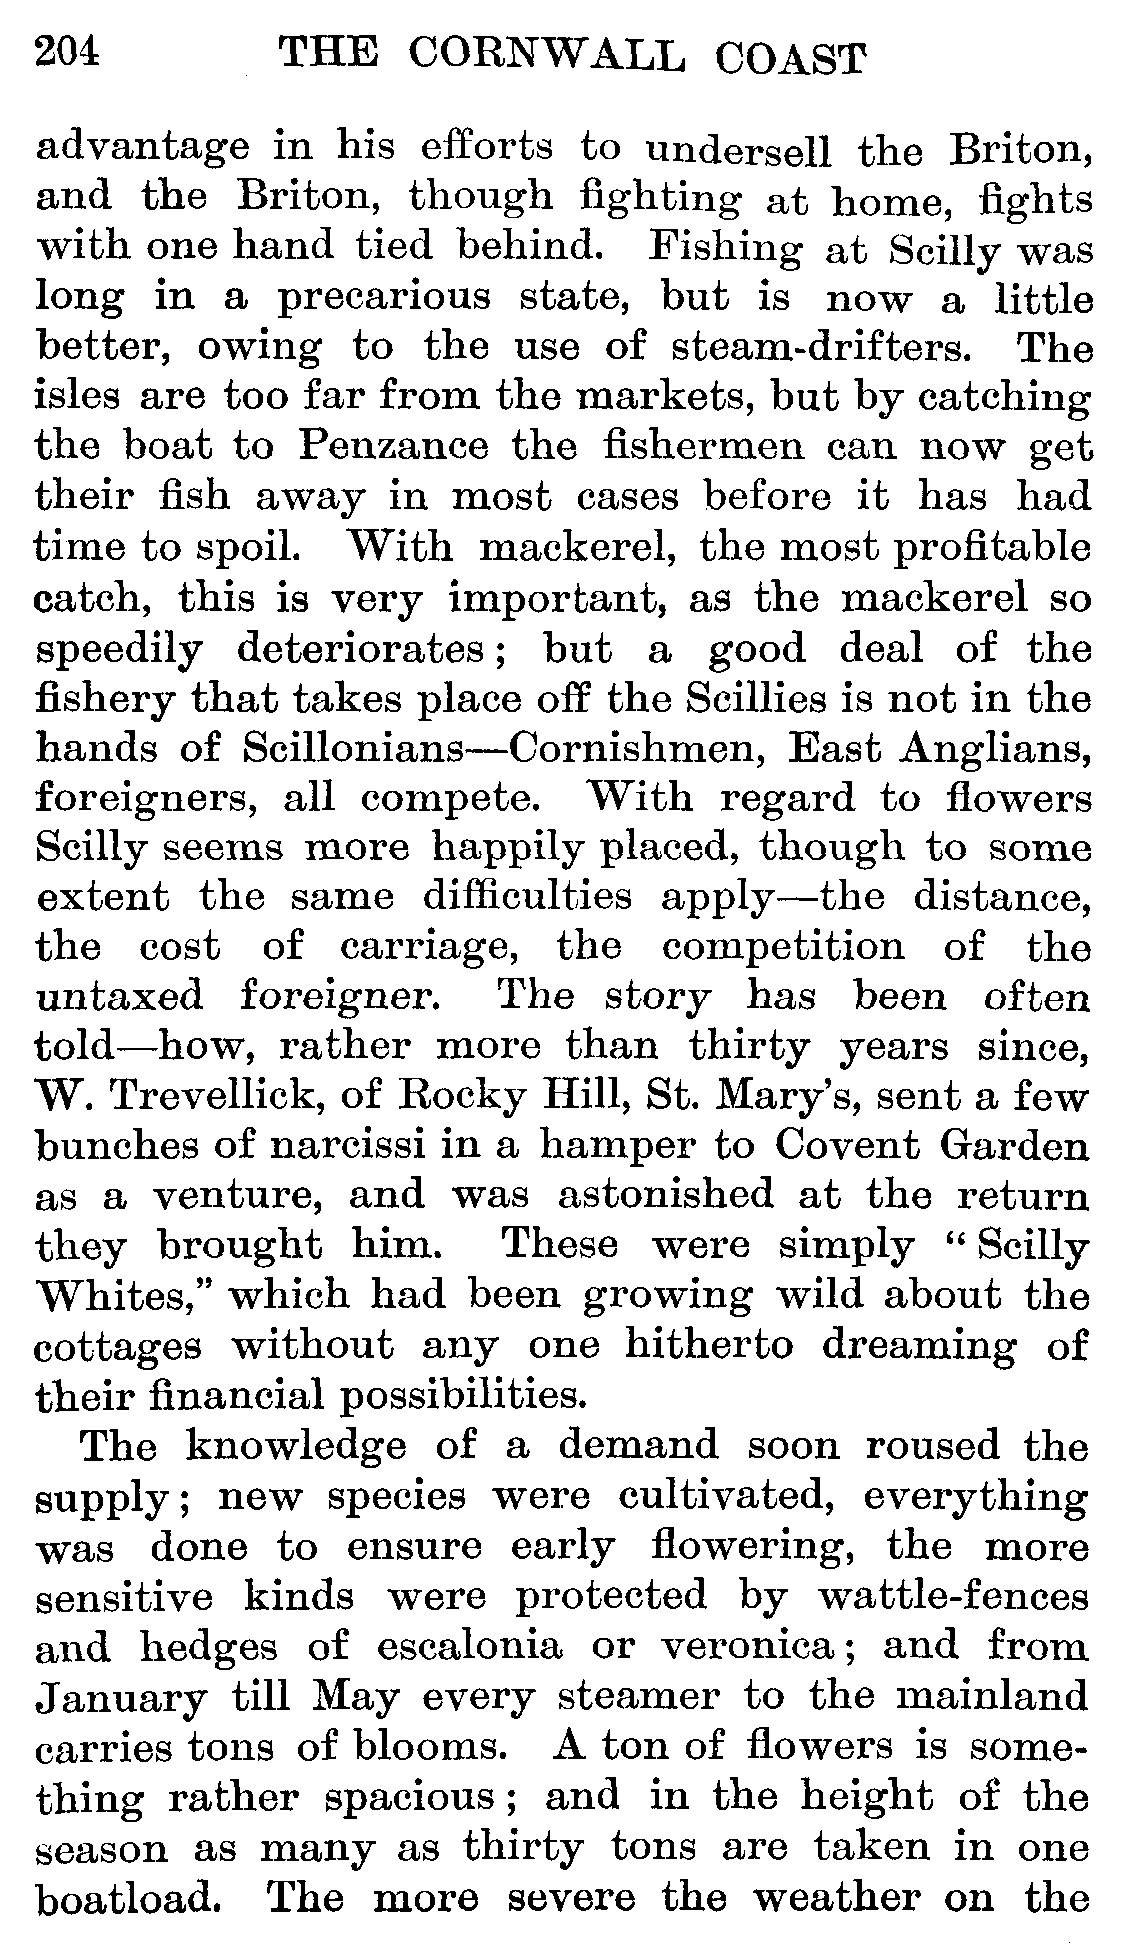 204 THE CORNWALL COAST
advantage in his efforts to undersell the Briton,
and the Briton, though fighting at home, fights
with one hand tied behind. Fishing at Scilly was
long in a precarious state, but is now a little
better, owing to the use of steam-drifters. The
isles are too far from the markets, but by catching
the boat to Penzance the fishermen can now get
their fish away in most cases before it has had
time to spoil. With mackerel, the most profitable
catch, this is very important, as the mackerel so
speedily deteriorates; but a good deal of the
fishery that takes place off the Scillies is not in the
hands of Scillonians—Cornishmen, East Anglians,
foreigners, all compete. With regard to flowers
Scilly seems more happily placed, though to some
extent the same difficulties apply—the distance,
the cost of carriage, the competition of the
untaxed foreigner. The story has been often
told—how, rather more than thirty years since,
W. Trevellick, of Rocky Hill, St. Mary's, sent a few
bunches of narcissi in a hamper to Covent Garden
as a venture, and was astonished at the return
they brought him. These were simply “Scilly
Whites,” which had been growing wild about the
cottages without any one hitherto dreaming of
their financial possibilities.
The knowledge of a demand soon roused the
supply; new species were cultivated, everything
was done to ensure early flowering, the more
sensitive kinds were protected by wattle-fences
and hedges of escalonia or veronica; and from
January till May every steamer to the mainland
carries tons of blooms. A ton of flowers is some-
thing rather spacious; and in the height of the
season as many as thirty tons are taken in one
boatload. The more severe the weather on the